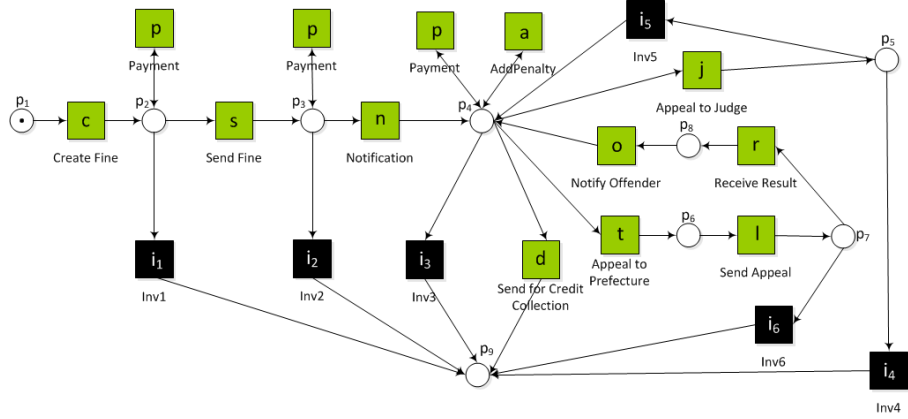 p
p
p
a
i5
Inv5
p5
Payment
Payment
Payment
AddPenalty
j
Appeal to Judge
p1
p2
p3
p4
c
s
n
p8
o
r
Create Fine
Send Fine
Notification
Notify Offender
Receive Result
p6
t
l
p7
i1
i2
i3
d
Appeal to
Prefecture
Send Appeal
Inv1
Inv2
Inv3
Send for Credit
Collection
i6
Inv6
p9
i4
Inv4